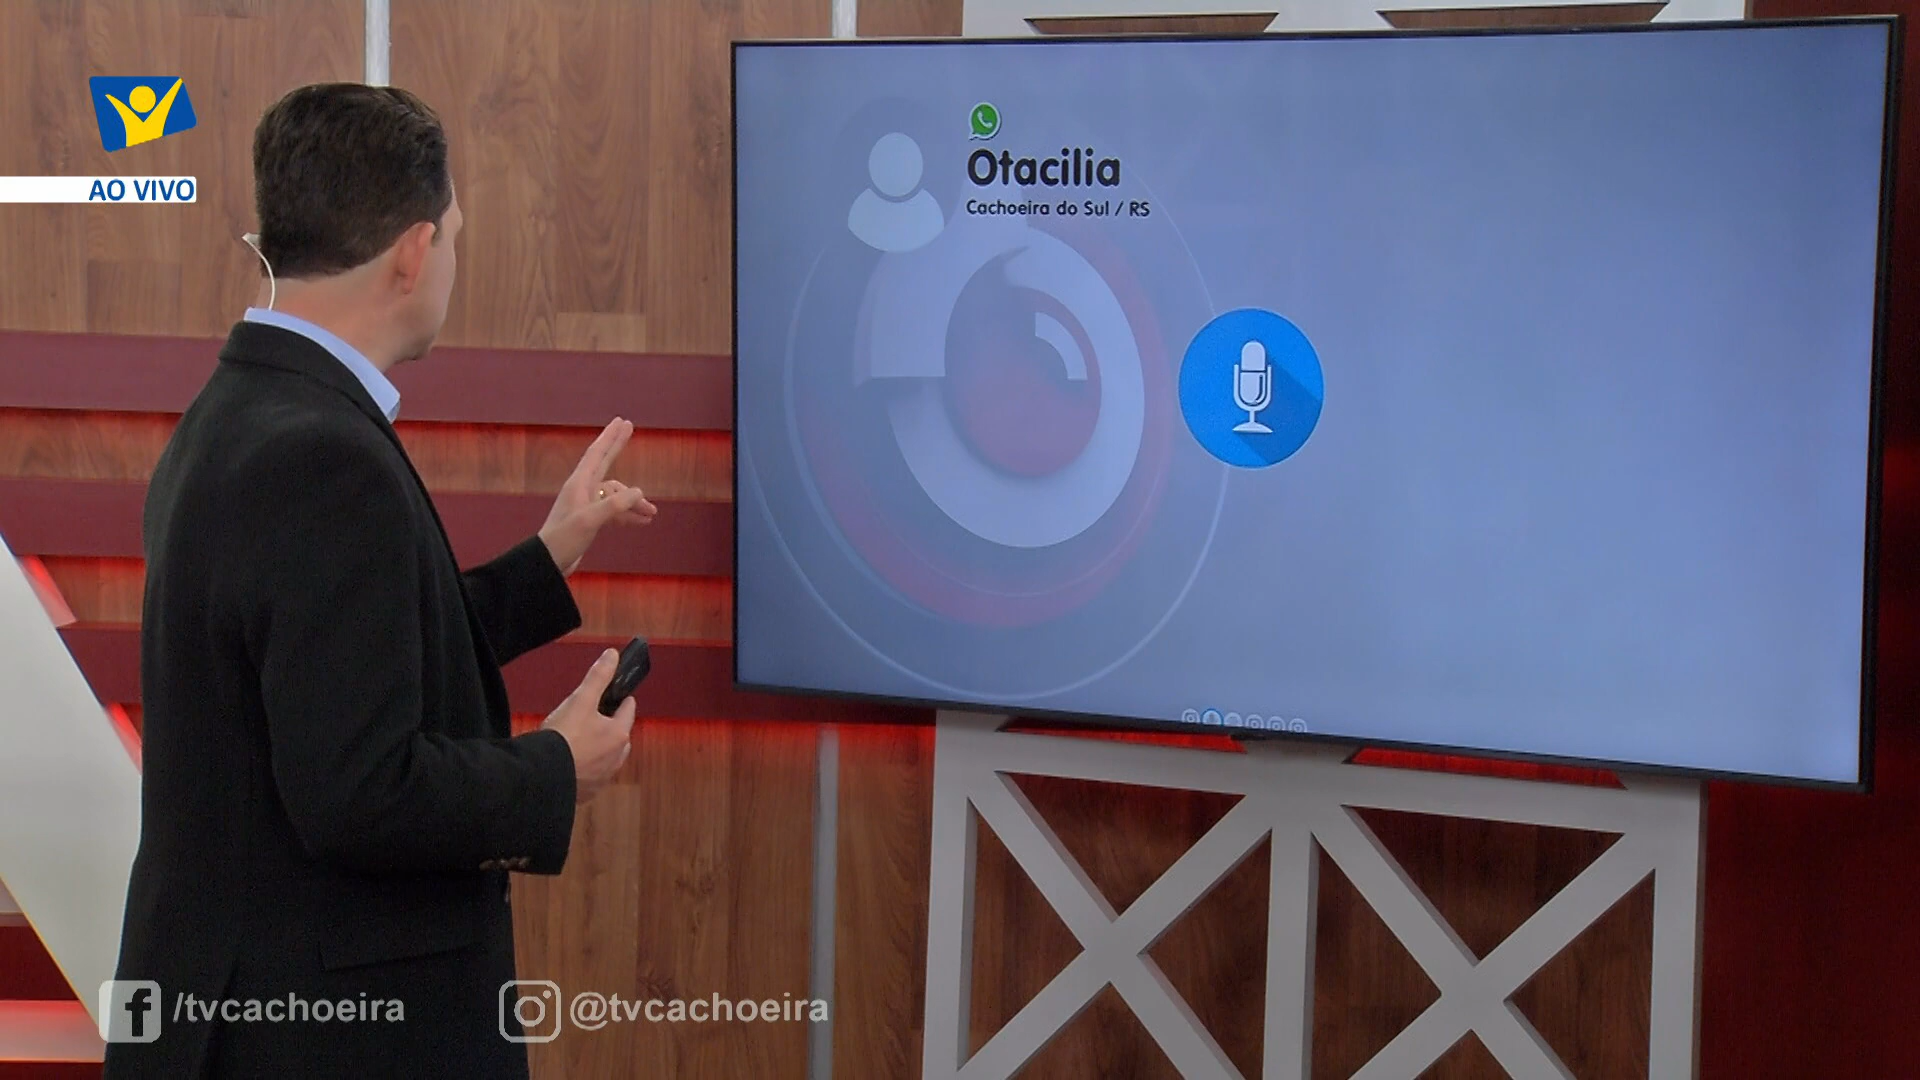 AO VIVO
Otacilia
Cachoeira do Sul / RS
/tvcachoeira
@tvcachoeira